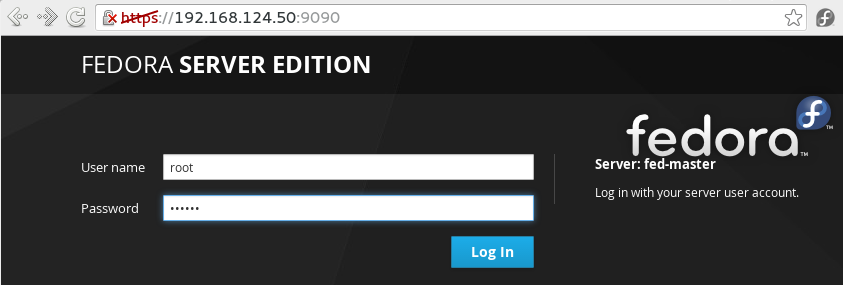 https://192.168.124.50:9090
FEDORA SERVER EDITION
fedora™
User name root
Server: fed-master
Log in with your server user account.
Password ••••••
Log In